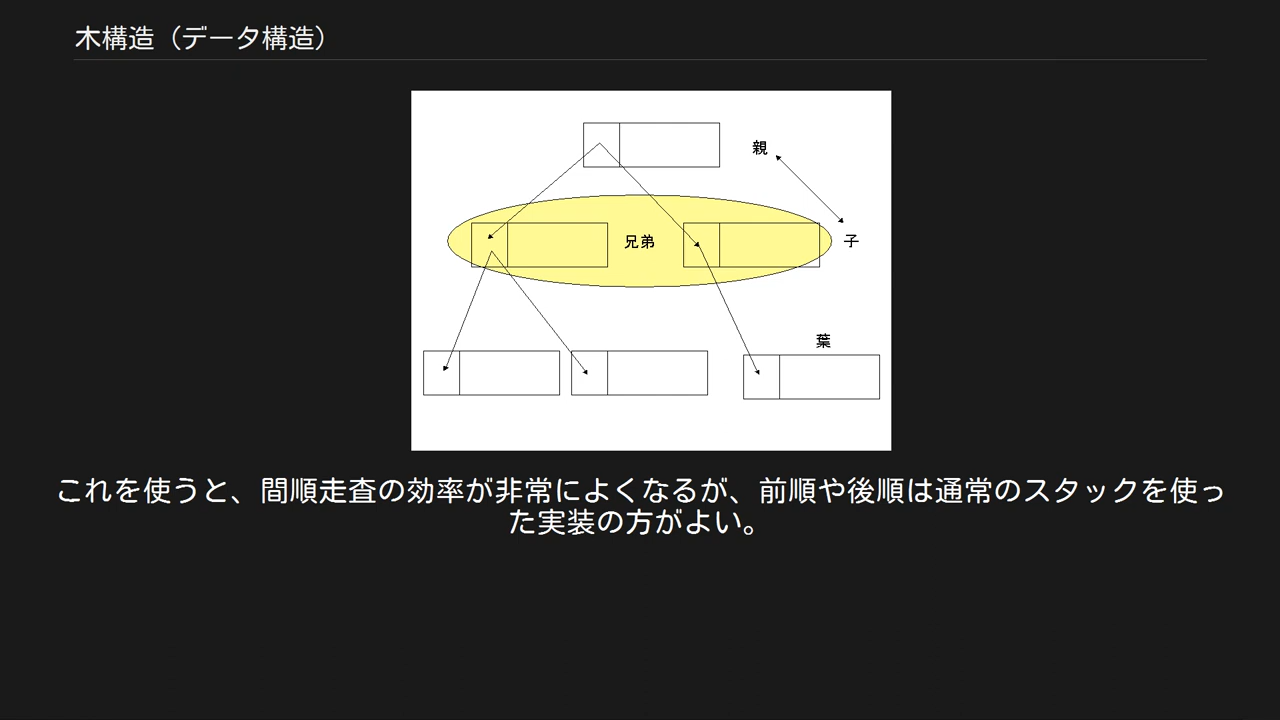 木構造（データ構造）
親
兄弟
子
葉
これを使うと、間順走査の効率が非常によくなるが、前順や後順は通常のスタックを使っ
た実装の方がよい。